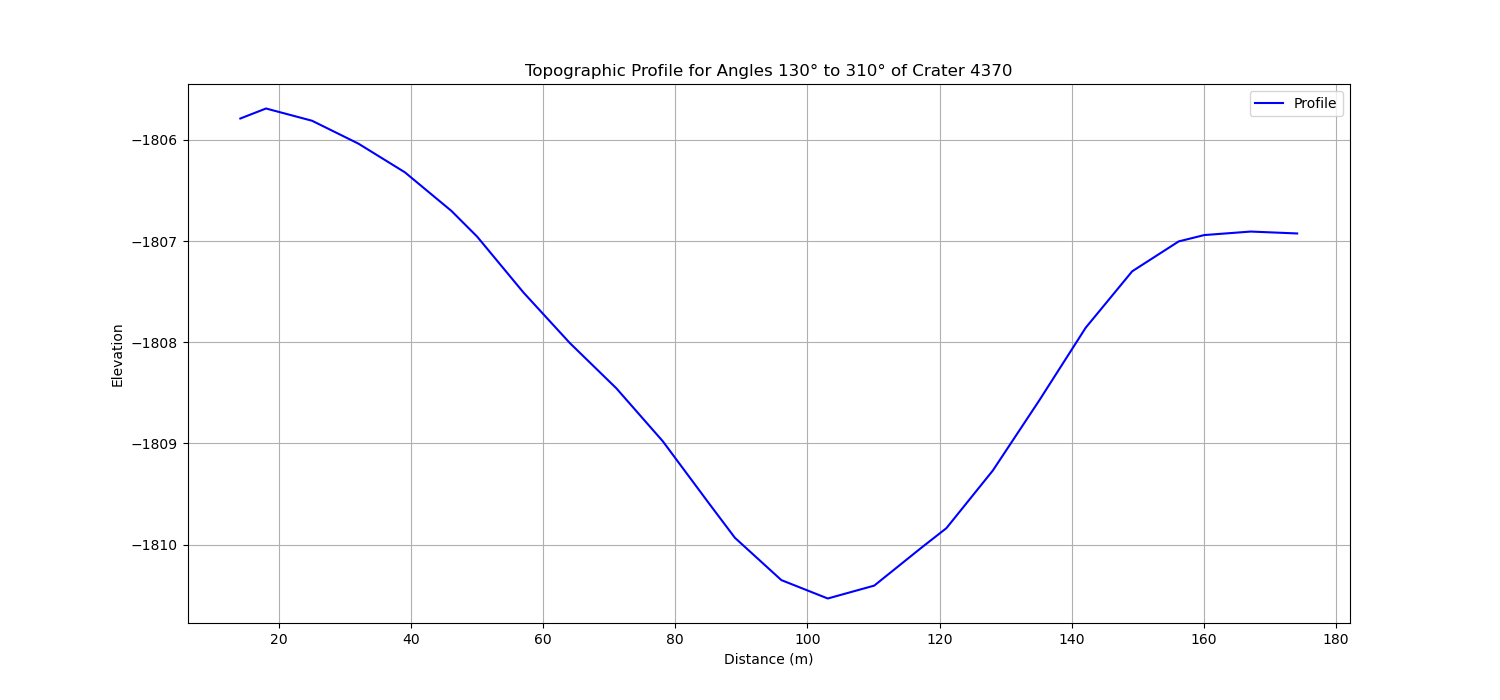 Topographic Profile for Angles 130° to 310° of Crater 4370
Profile
−1806
−1807
−1808
−1809
−1810
Elevation
20 40 60 80 100 120 140 160 180
Distance (m)